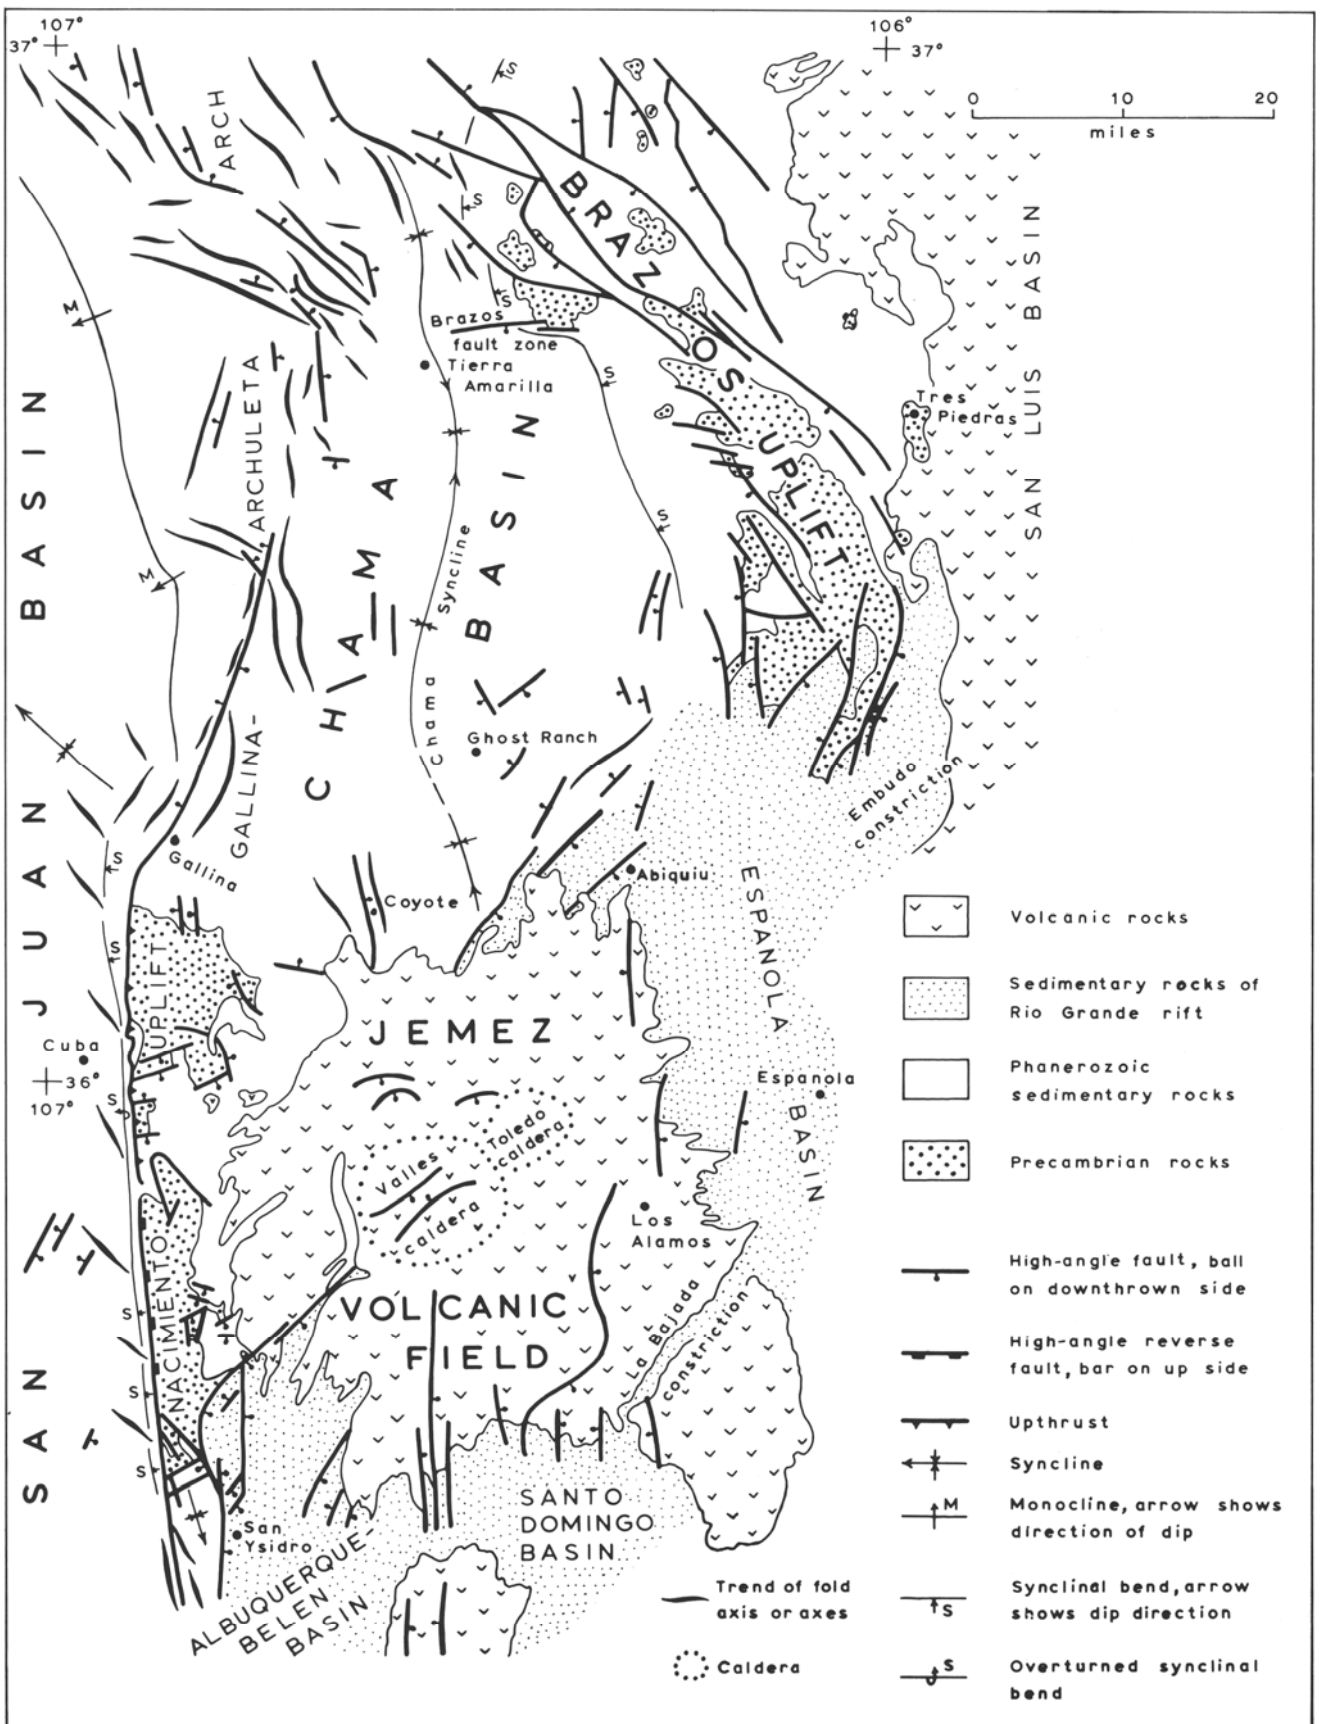 107°
37°
106°
37°
0 10 20
miles
S
ARCH
BRAZOS UPLIFT
S
M
S
Brazos
fault zone
Tierra
Amarilla
S
Tres
Piedras
SAN LUIS BASIN
SAN JUAN BASIN
GALLINA-ARCHULETA
CHAMA
BASIN
M
S
Chama Syncline
Ghost Ranch
Embudo
constriction
S
Gallina
Coyote
Abiquiu
S
ESPANOLA
BASIN
NACIMIENTO UPLIFT
Cuba
36°
107°
S
JEMEZ
VOLCANIC
FIELD
Espanola
Toledo
caldera
Valles
caldera
Los
Alamos
S
La Bajada
constriction
S
S
San
Ysidro
SANTO
DOMINGO
BASIN
ALBUQUERQUE-
BELEN
BASIN
Volcanic rocks
Sedimentary rocks of
Rio Grande rift
Phanerozoic
sedimentary rocks
Precambrian rocks
High-angle fault, ball
on downthrown side
High-angle reverse
fault, bar on up side
Upthrust
Syncline
M
Monocline, arrow shows
direction of dip
S
Synclinal bend, arrow
shows dip direction
S
Overturned synclinal
bend
Trend of fold
axis or axes
Caldera